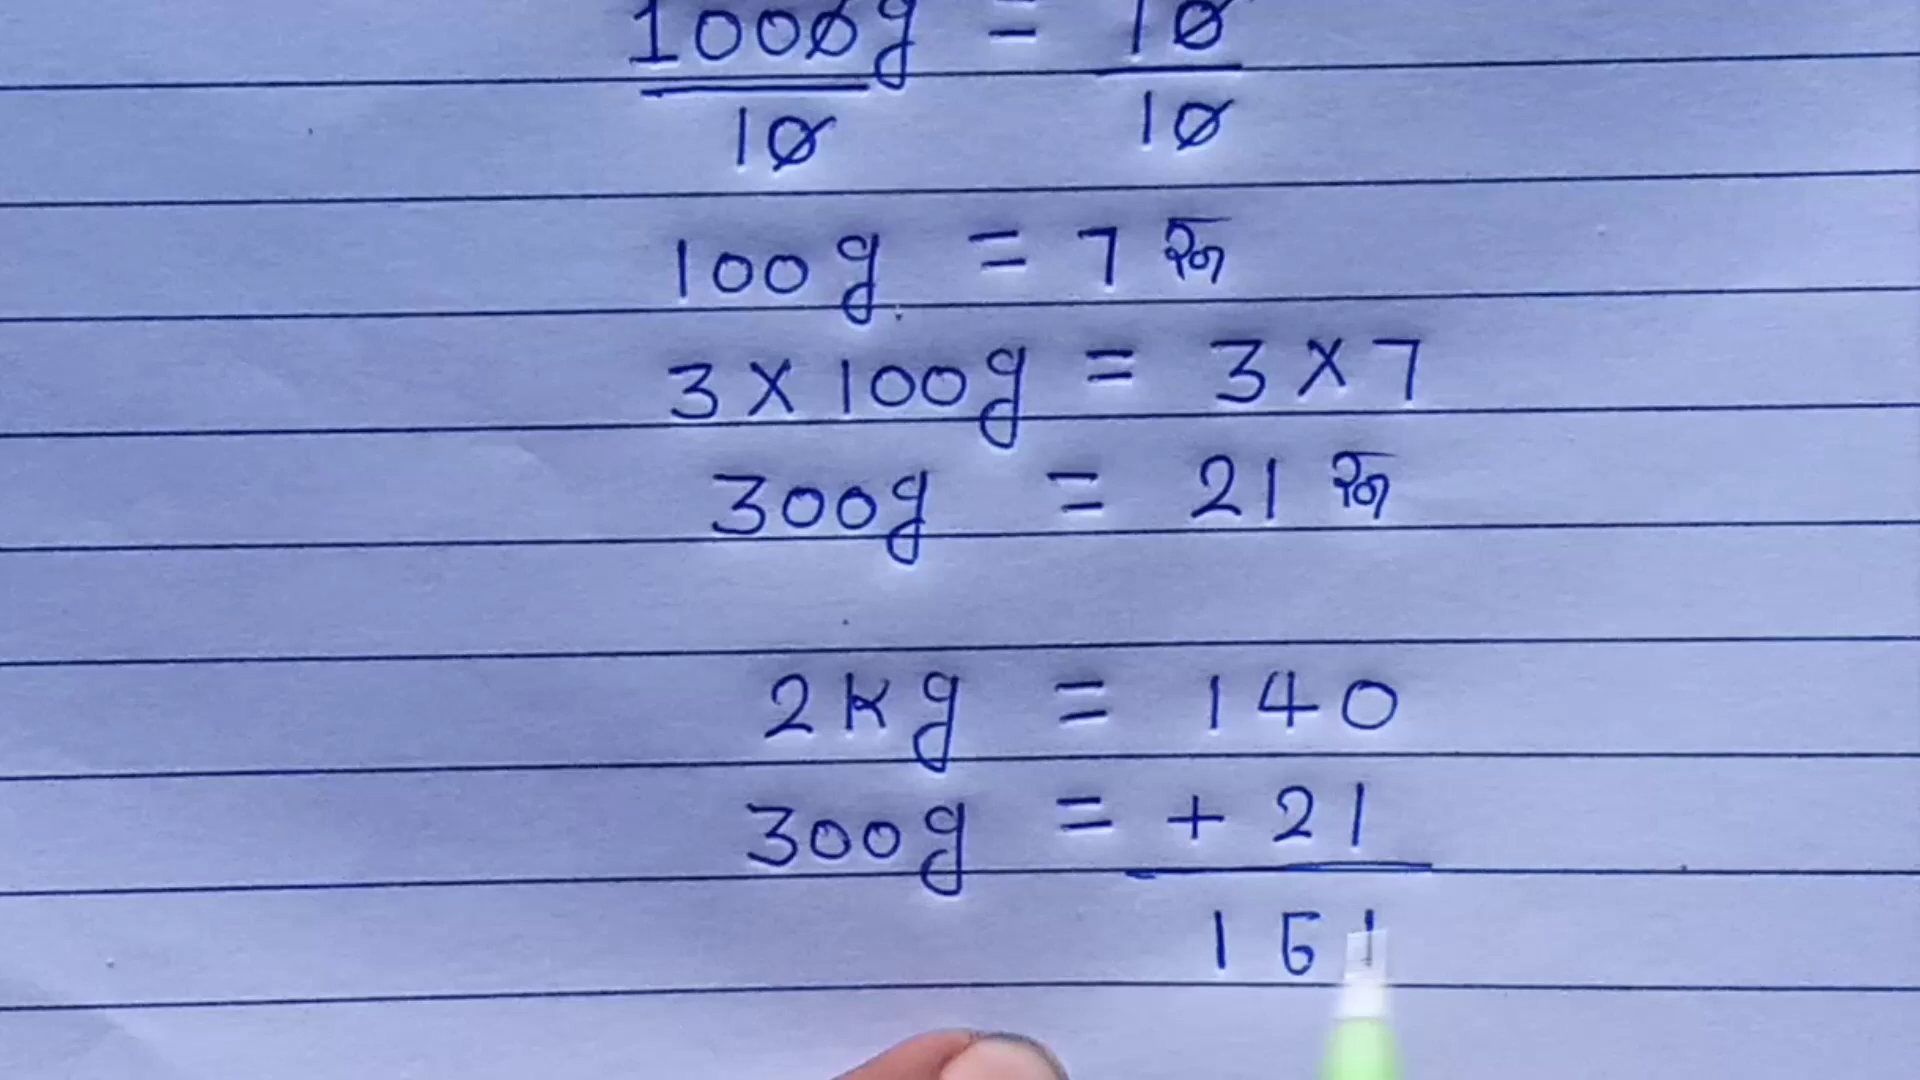 1000g = 10
10 10
100g = 7 रु
3 X 100g = 3 X 7
300g = 21 रु
2Kg = 140
300g = + 21
161